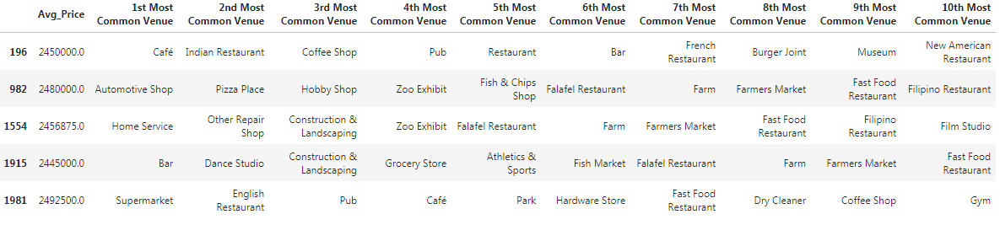 Avg_Price 1st Most Common Venue 2nd Most Common Venue 3rd Most Common Venue 4th Most Common Venue 5th Most Common Venue 6th Most Common Venue 7th Most Common Venue 8th Most Common Venue 9th Most Common Venue 10th Most Common Venue
196 2450000.0 Café Indian Restaurant Coffee Shop Pub Restaurant Bar French Restaurant Burger Joint Museum New American Restaurant
982 2480000.0 Automotive Shop Pizza Place Hobby Shop Zoo Exhibit Fish & Chips Shop Falafel Restaurant Farm Farmers Market Fast Food Restaurant Filipino Restaurant
1554 2456875.0 Home Service Other Repair Shop Construction & Landscaping Zoo Exhibit Falafel Restaurant Farm Farmers Market Fast Food Restaurant Filipino Restaurant Film Studio
1915 2445000.0 Bar Dance Studio Construction & Landscaping Grocery Store Athletics & Sports Fish Market Falafel Restaurant Farm Farmers Market Fast Food Restaurant
1981 2492500.0 Supermarket English Restaurant Pub Café Park Hardware Store Fast Food Restaurant Dry Cleaner Coffee Shop Gym